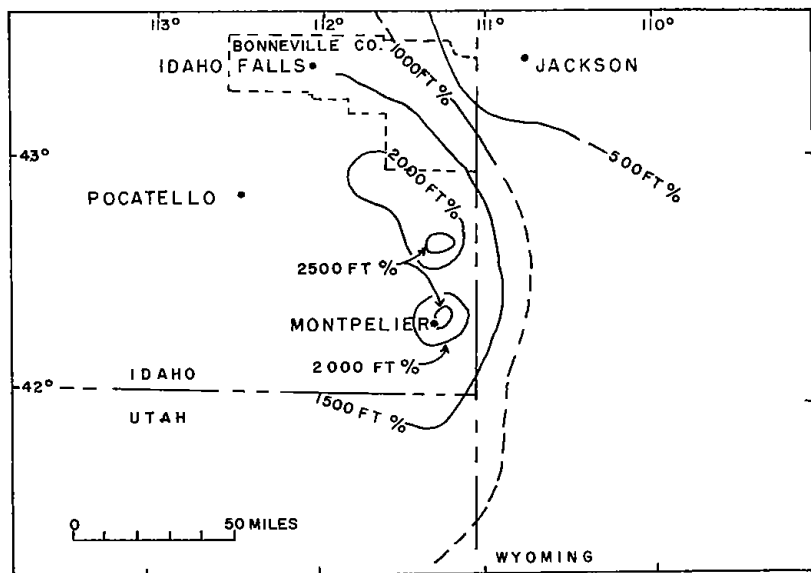 113° 112° 111° 110°
BONNEVILLE CO.
IDAHO FALLS
1000 FT %
JACKSON
43°
2000 FT %
500 FT %
POCATELLO
2500 FT %
MONTPELIER
2000 FT %
42°
IDAHO
1500 FT %
UTAH
0 50 MILES
WYOMING